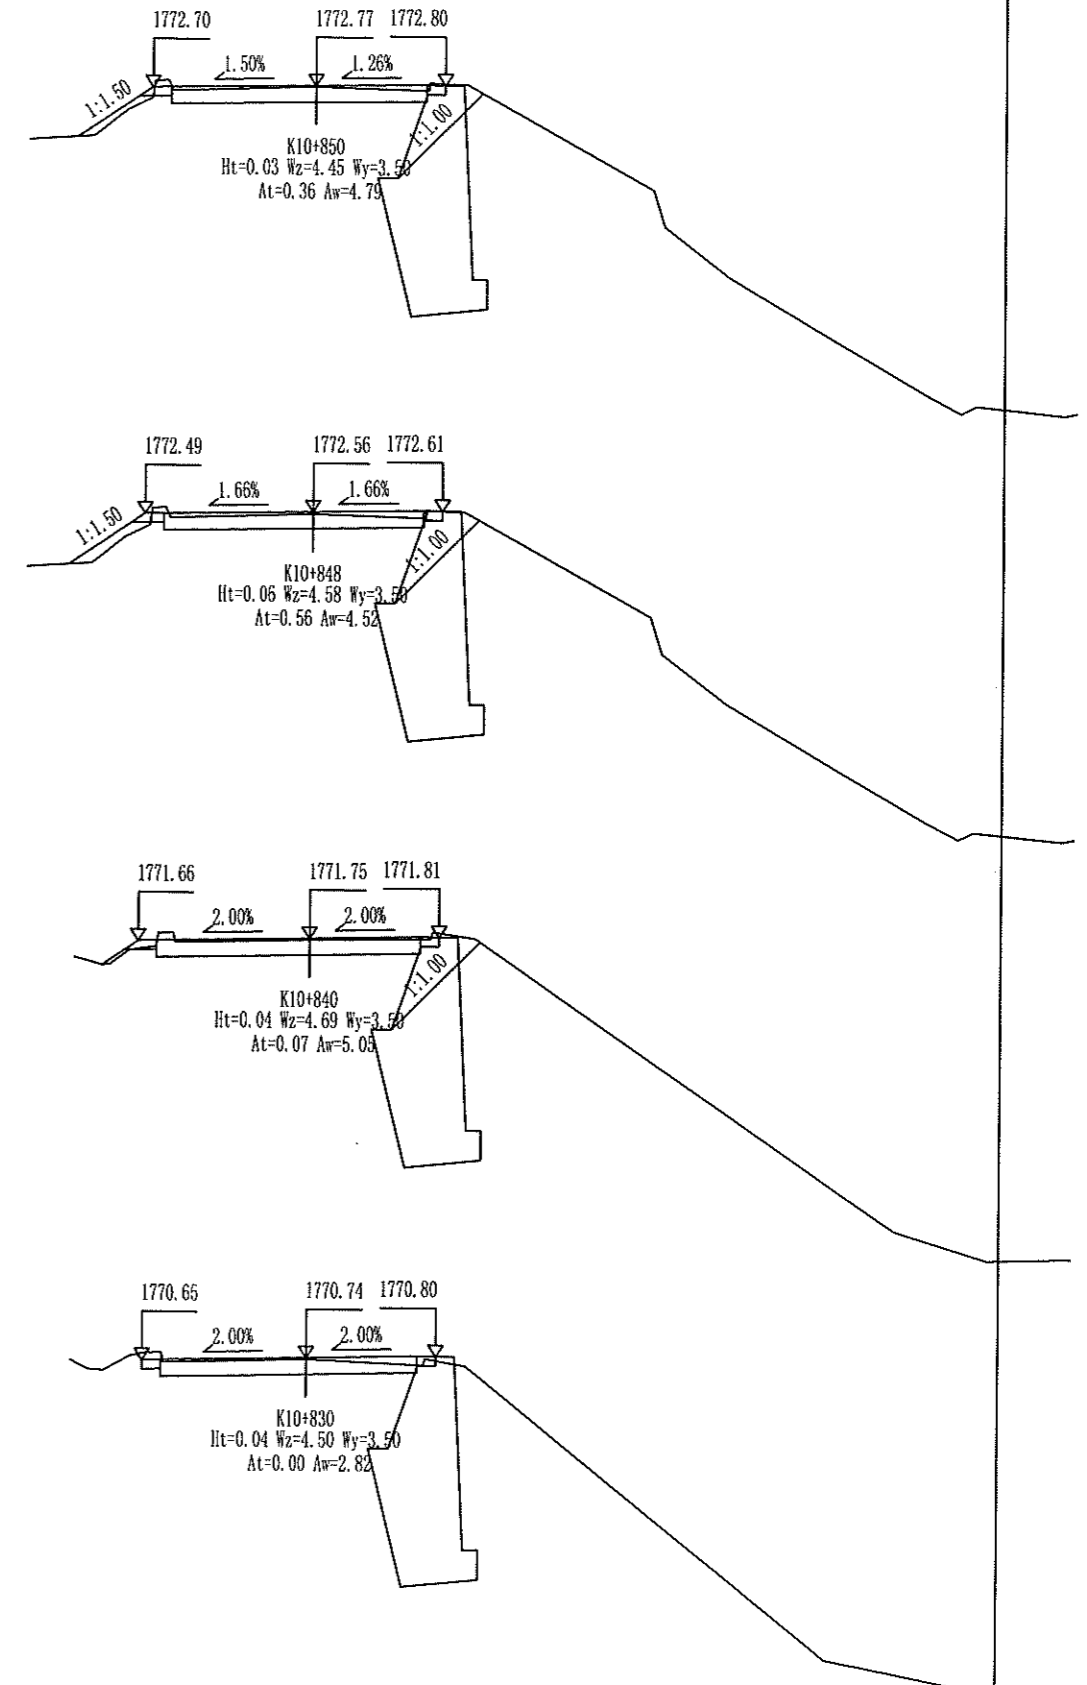 1772.70 1772.77 1772.80
1.50% 1.26%
1:1.50
1:1.00
K10+850
Ht=0.03 Wz=4.45 Wy=3.50
At=0.36 Aw=4.79
1772.49 1772.56 1772.61
1.66% 1.66%
1:1.50
1:1.00
K10+848
Ht=0.06 Wz=4.58 Wy=3.50
At=0.56 Aw=4.52
1771.66 1771.75 1771.81
2.00% 2.00%
1:1.00
K10+840
Ht=0.04 Wz=4.69 Wy=3.50
At=0.07 Aw=5.05
1770.65 1770.74 1770.80
2.00% 2.00%
K10+830
Ht=0.04 Wz=4.50 Wy=3.50
At=0.00 Aw=2.82